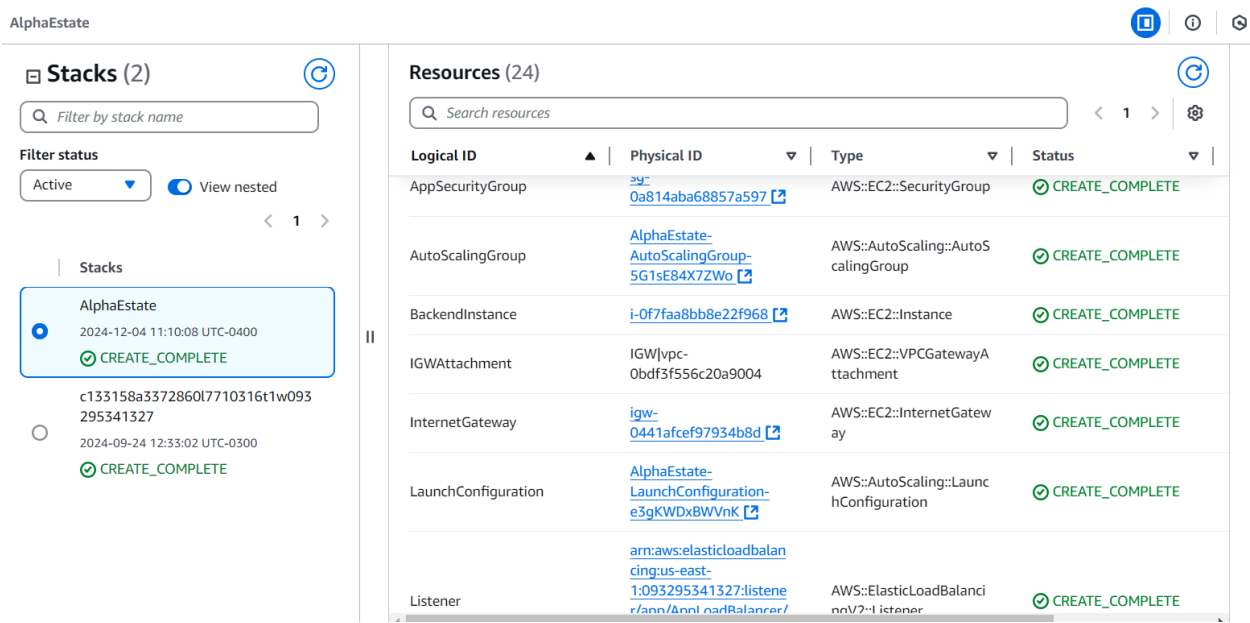 AlphaEstate
Stacks (2)
Filter by stack name
Filter status
Active
View nested
1
Stacks
AlphaEstate
2024-12-04 11:10:08 UTC-0400
CREATE_COMPLETE
c133158a3372860l7710316t1w093
295341327
2024-09-24 12:33:02 UTC-0300
CREATE_COMPLETE
Resources (24)
Search resources
1
Logical ID
Physical ID
Type
Status
AppSecurityGroup
sg-
0a814aba68857a597
AWS::EC2::SecurityGroup
CREATE_COMPLETE
AutoScalingGroup
AlphaEstate-
AutoScalingGroup-
5G1sE84X7ZWo
AWS::AutoScaling::AutoS
calingGroup
CREATE_COMPLETE
BackendInstance
i-0f7faa8bb8e22f968
AWS::EC2::Instance
CREATE_COMPLETE
IGWAttachment
IGW|vpc-
0bdf3f556c20a9004
AWS::EC2::VPCGatewayA
ttachment
CREATE_COMPLETE
InternetGateway
igw-
0441afcef97934b8d
AWS::EC2::InternetGatew
ay
CREATE_COMPLETE
LaunchConfiguration
AlphaEstate-
LaunchConfiguration-
e3gKWDxBWVnK
AWS::AutoScaling::Launc
hConfiguration
CREATE_COMPLETE
Listener
arn:aws:elasticloadbalan
cing:us-east-
1:093295341327:listene
r/app/AppLoadBalancer/
AWS::ElasticLoadBalanci
ngV2::Listener
CREATE_COMPLETE